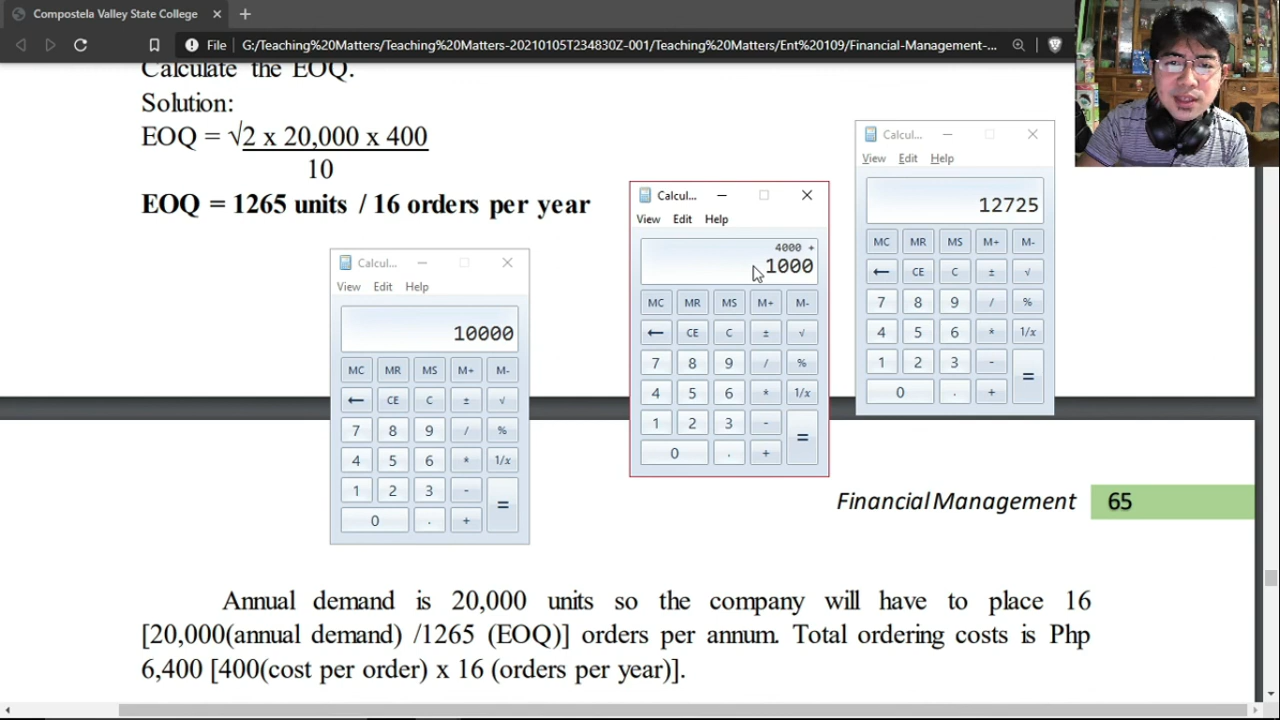 Compostela Valley State College
File G:/Teaching%20Matters/Teaching%20Matters-20210105T234830Z-001/Teaching%20Matters/Ent%20109/Financial-Management-...
Calculate the EOQ.
Solution:
EOQ = √2 x 20,000 x 400
10
EOQ = 1265 units / 16 orders per year
Calcul...
View Edit Help
10000
MC MR MS M+ M-
← CE C ± √
7 8 9 / %
4 5 6 * 1/x
1 2 3 - =
0 . +
Calcul...
View Edit Help
4000 +
1000
MC MR MS M+ M-
← CE C ± √
7 8 9 / %
4 5 6 * 1/x
1 2 3 - =
0 . +
Calcul...
View Edit Help
12725
MC MR MS M+ M-
← CE C ± √
7 8 9 / %
4 5 6 * 1/x
1 2 3 - =
0 . +
Financial Management 65
Annual demand is 20,000 units so the company will have to place 16
[20,000(annual demand) /1265 (EOQ)] orders per annum. Total ordering costs is Php
6,400 [400(cost per order) x 16 (orders per year)].